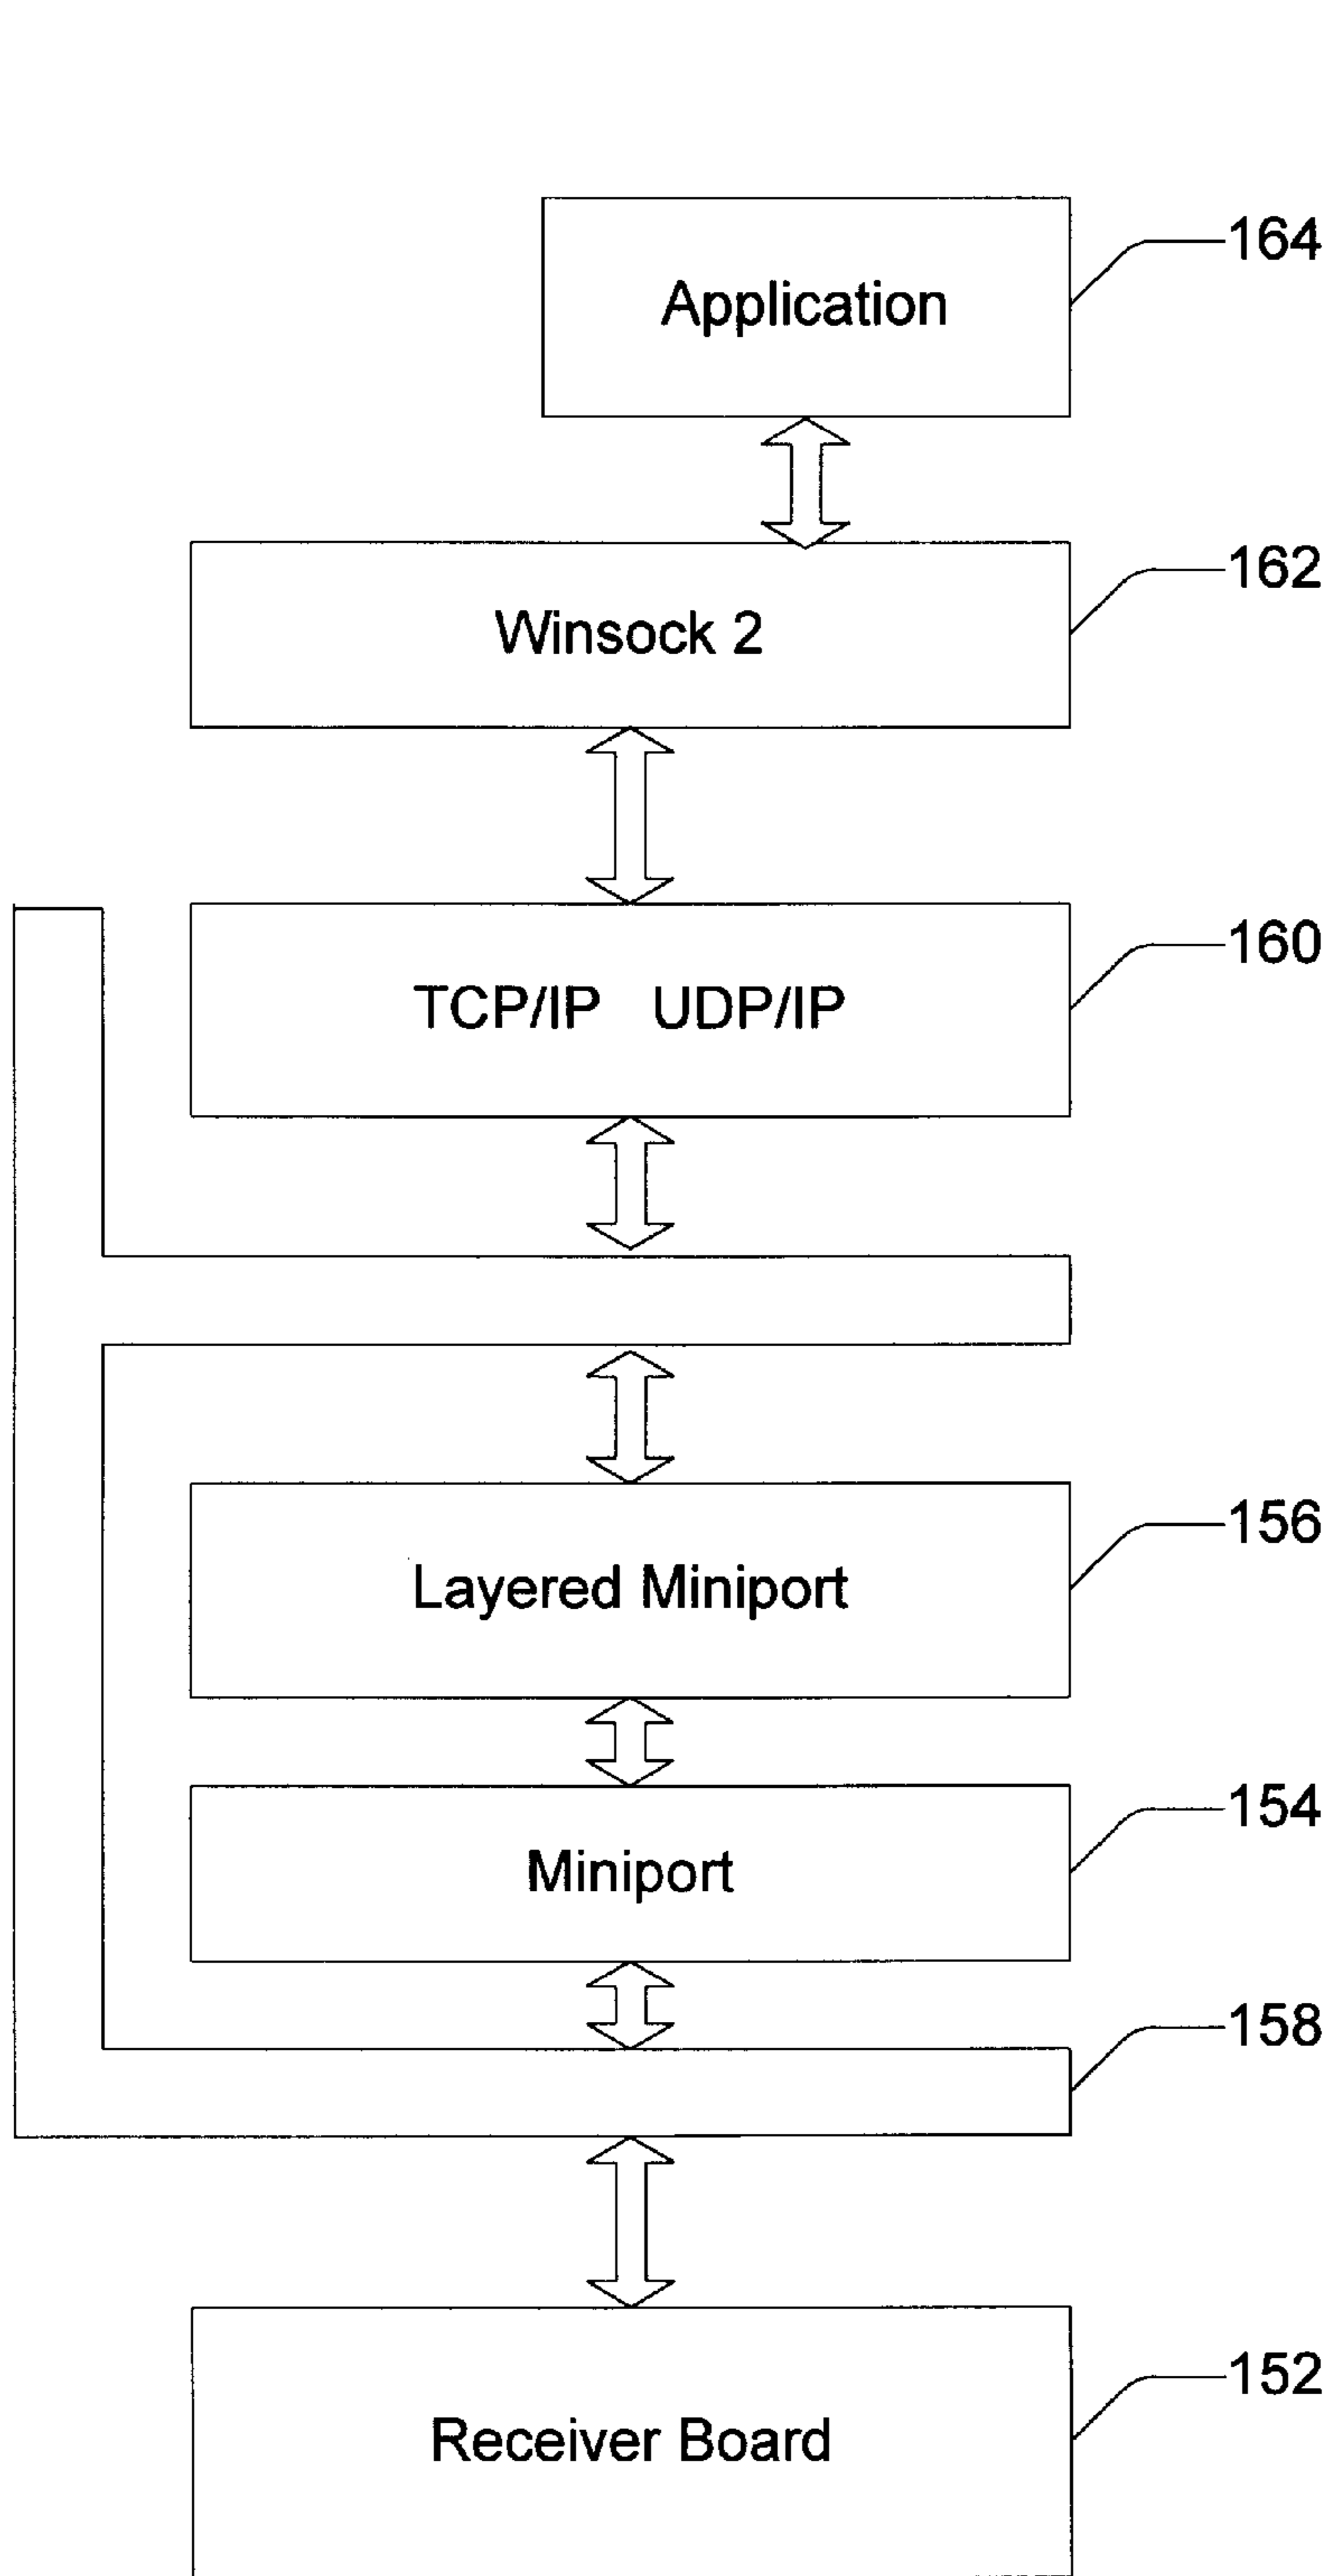 164
Application
162
Winsock 2
160
TCP/IP UDP/IP
156
Layered Miniport
154
Miniport
158
152
Receiver Board